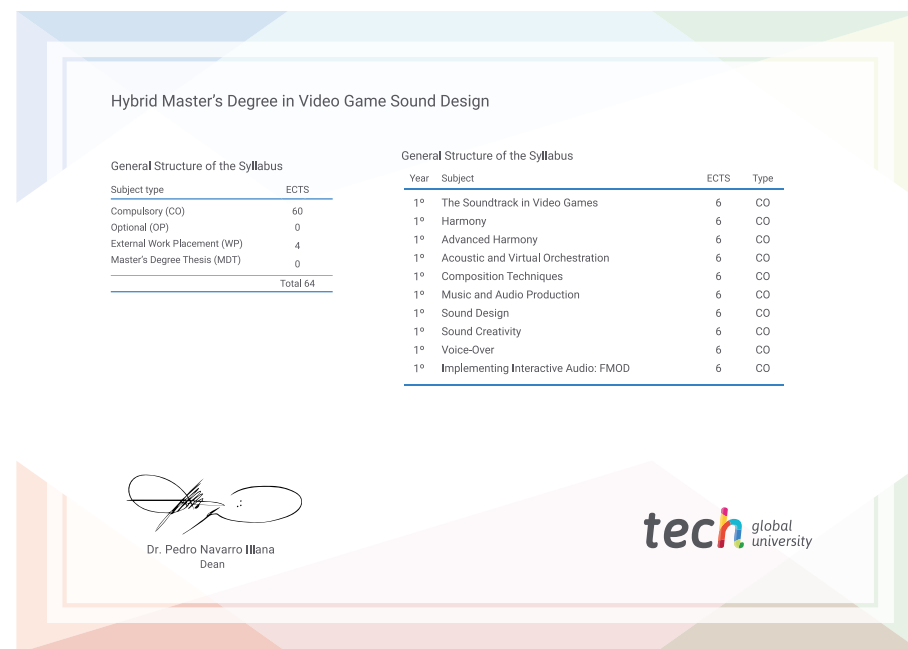 Hybrid Master's Degree in Video Game Sound Design
General Structure of the Syllabus
Subject type ECTS
Compulsory (CO) 60
Optional (OP) 0
External Work Placement (WP) 4
Master's Degree Thesis (MDT) 0
Total 64
General Structure of the Syllabus
Year Subject ECTS Type
1º The Soundtrack in Video Games 6 CO
1º Harmony 6 CO
1º Advanced Harmony 6 CO
1º Acoustic and Virtual Orchestration 6 CO
1º Composition Techniques 6 CO
1º Music and Audio Production 6 CO
1º Sound Design 6 CO
1º Sound Creativity 6 CO
1º Voice-Over 6 CO
1º Implementing Interactive Audio: FMOD 6 CO
Dr. Pedro Navarro Illana
Dean
tech global
university